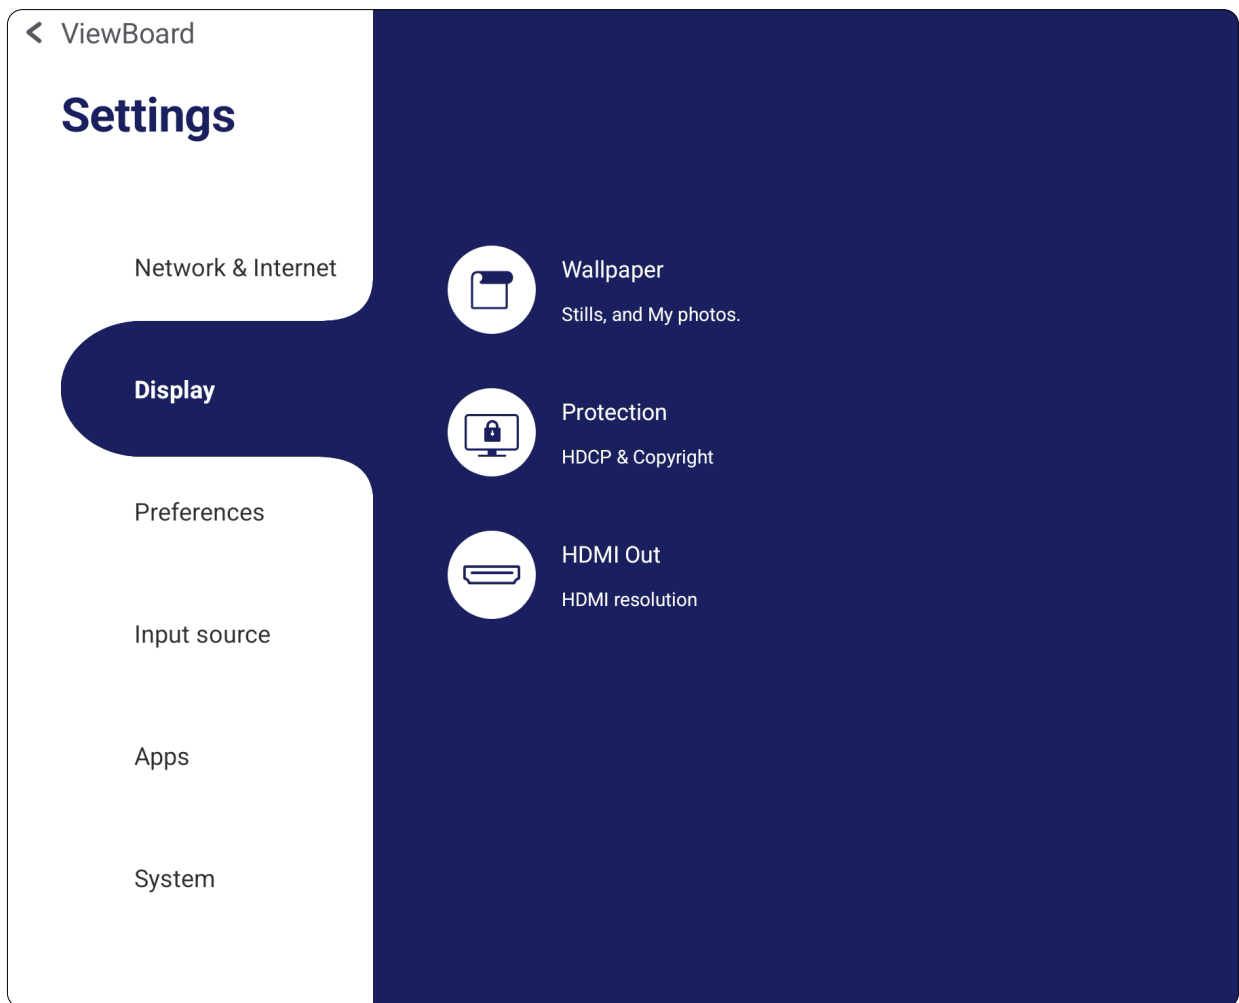 ViewBoard
Settings
Network & Internet
Display
Preferences
Input source
Apps
System
Wallpaper
Stills, and My photos.
Protection
HDCP & Copyright
HDMI Out
HDMI resolution